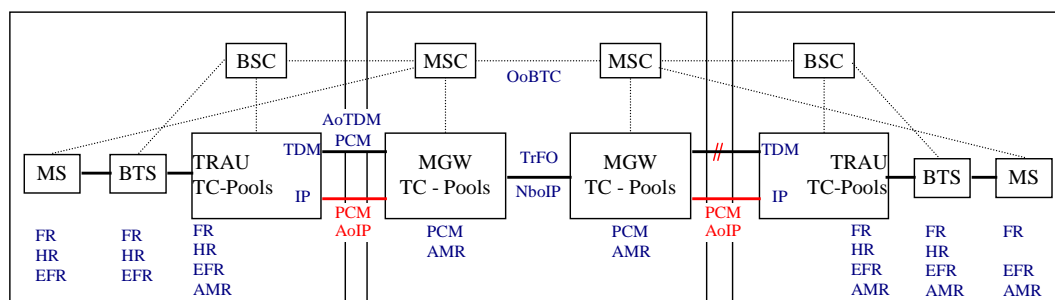 BSC
MSC
MSC
BSC
OoBTC
AoTDM
PCM
MS
BTS
TRAU
TC-Pools
TDM
IP
MGW
TC - Pools
TrFO
NboIP
MGW
TC - Pools
//
TDM
IP
TRAU
TC-Pools
BTS
MS
PCM
AoIP
PCM
AoIP
FR
HR
EFR
FR
HR
EFR
FR
HR
EFR
AMR
PCM
AMR
PCM
AMR
FR
HR
EFR
AMR
FR
HR
EFR
AMR
FR
EFR
AMR